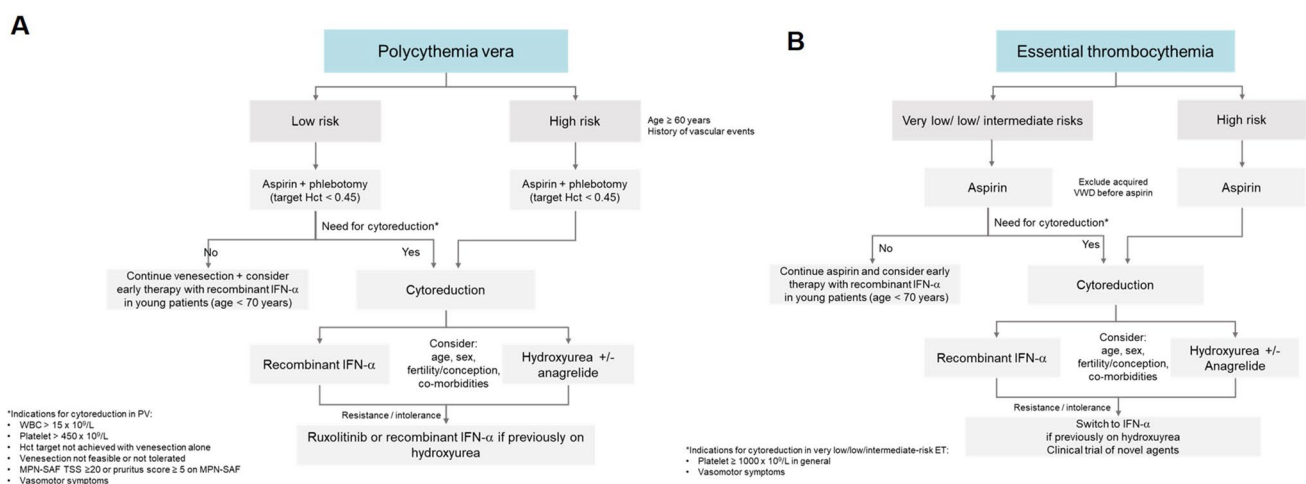 A
Polycythemia vera
Low risk
High risk
Age ≥ 60 years
History of vascular events
Aspirin + phlebotomy
(target Hct < 0.45)
Aspirin + phlebotomy
(target Hct < 0.45)
Need for cytoreduction*
No
Yes
Continue venesection + consider
early therapy with recombinant IFN-α
in young patients (age < 70 years)
Cytoreduction
Recombinant IFN-α
Consider:
age, sex,
fertility/conception,
co-morbidities
Hydroxyurea +/-
anagrelide
Resistance / intolerance
Ruxolitinib or recombinant IFN-α if previously on
hydroxyurea
*Indications for cytoreduction in PV:
• WBC > 15 x 10⁹/L
• Platelet > 450 x 10⁹/L
• Hct target not achieved with venesection alone
• Venesection not feasible or not tolerated
• MPN-SAF TSS ≥20 or pruritus score ≥ 5 on MPN-SAF
• Vasomotor symptoms
B
Essential thrombocythemia
Very low/ low/ intermediate risks
High risk
Aspirin
Exclude acquired
VWD before aspirin
Aspirin
Need for cytoreduction*
No
Yes
Continue aspirin and consider early
therapy with recombinant IFN-α
in young patients (age < 70 years)
Cytoreduction
Recombinant IFN-α
Consider:
age, sex,
fertility/conception,
co-morbidities
Hydroxyurea +/-
Anagrelide
Resistance / intolerance
Switch to IFN-α
if previously on hydroxuyrea
Clinical trial of novel agents
*Indications for cytoreduction in very low/low/intermediate-risk ET:
• Platelet ≥ 1000 x 10⁹/L in general
• Vasomotor symptoms